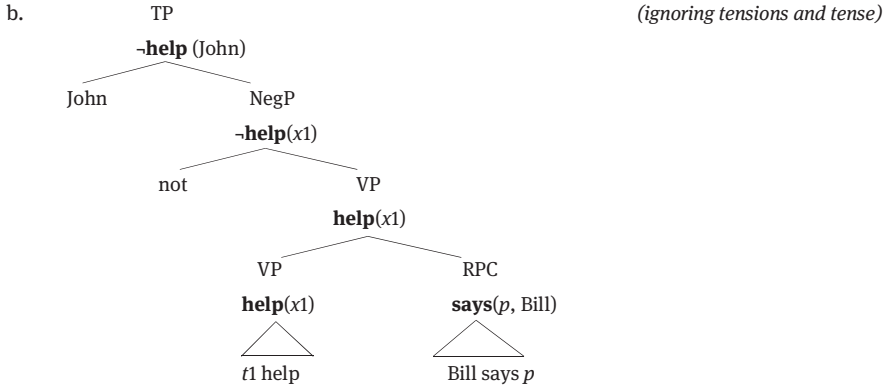 b. TP (ignoring tensions and tense)
¬help (John)
John NegP
¬help(x1)
not VP
help(x1)
VP RPC
help(x1) says(p, Bill)
t1 help Bill says p